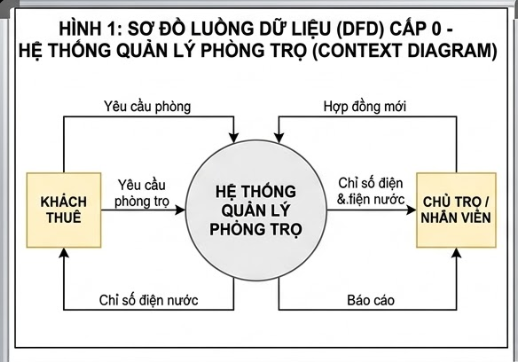 HÌNH 1: SƠ ĐỒ LUỒNG DỮ LIỆU (DFD) CẤP 0 -
HỆ THỐNG QUẢN LÝ PHÒNG TRỌ (CONTEXT DIAGRAM)
Yêu cầu phòng
Hợp đồng mới
KHÁCH
THUÊ
Yêu cầu
phòng trọ
HỆ THỐNG
QUẢN LÝ
PHÒNG TRỌ
Chỉ số điện
&.fiện nước
CHỦ TRỌ /
NHÂN VIÊN
Chỉ số điện nước
Báo cáo